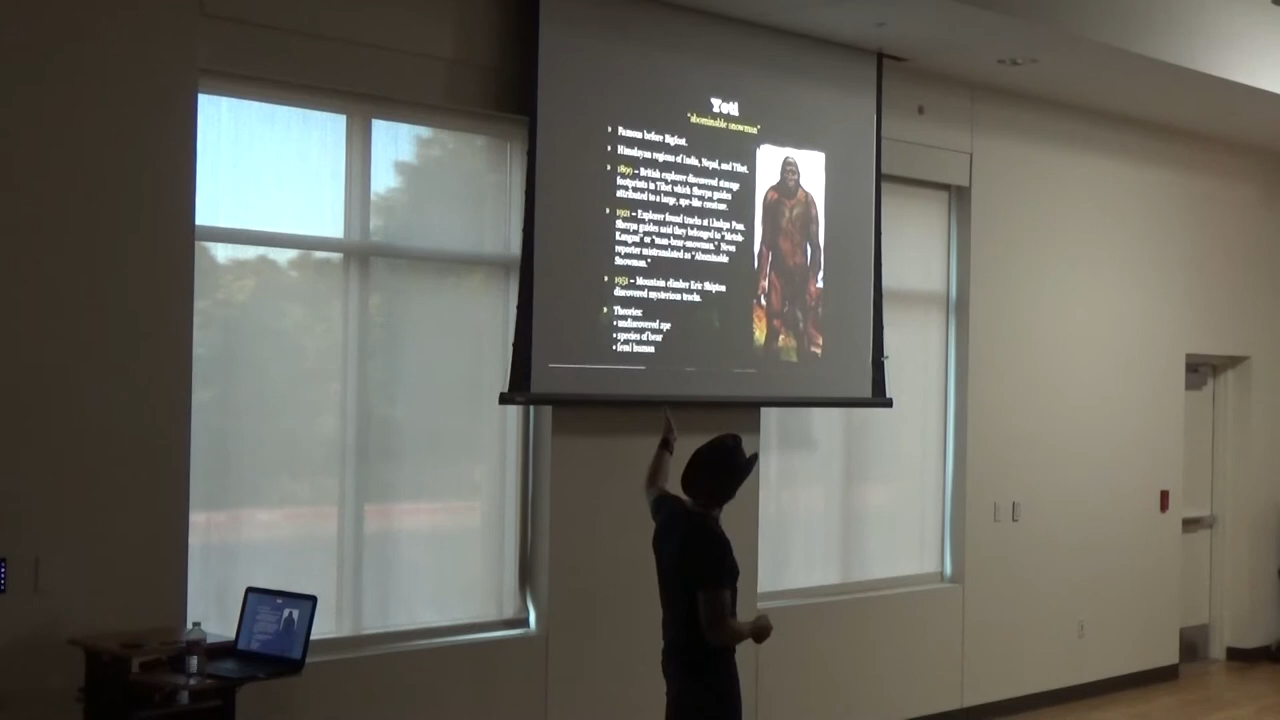 Yeti
"abominable snowman"
» Famous before Bigfoot.
» Himalayan regions of India, Nepal, and Tibet.
» 1899 – British explorer discovered strange
footprints in Tibet which Sherpa guides
attributed to a large, ape-like creature.
» 1921 – Explorer found tracks at Lhakpa Pass.
Sherpa guides said they belonged to "Metoh-
Kangmi" or "man-bear-snowman." News
reporter mistranslated as "Abominable
Snowman."
» 1951 – Mountain climber Eric Shipton
discovered mysterious tracks.
» Theories:
• undiscovered ape
• species of bear
• feral human